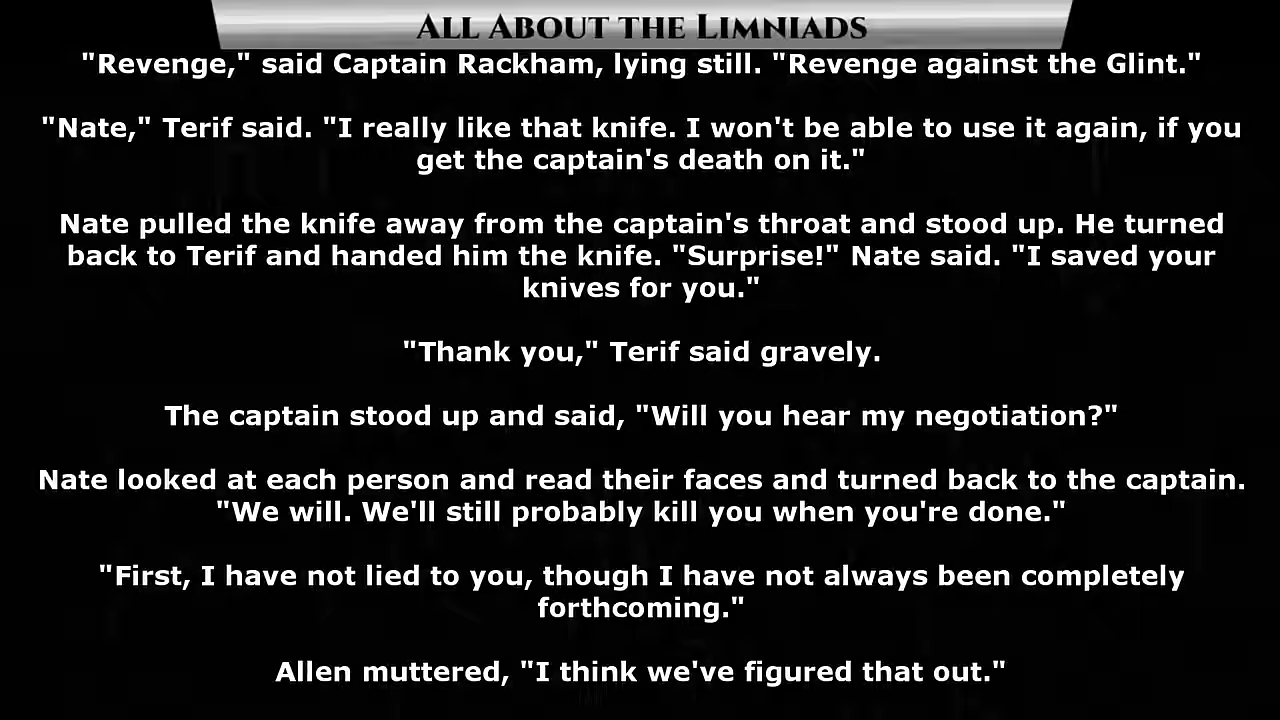 All About the Limniads
"Revenge," said Captain Rackham, lying still. "Revenge against the Glint."
"Nate," Terif said. "I really like that knife. I won't be able to use it again, if you
get the captain's death on it."
Nate pulled the knife away from the captain's throat and stood up. He turned
back to Terif and handed him the knife. "Surprise!" Nate said. "I saved your
knives for you."
"Thank you," Terif said gravely.
The captain stood up and said, "Will you hear my negotiation?"
Nate looked at each person and read their faces and turned back to the captain.
"We will. We'll still probably kill you when you're done."
"First, I have not lied to you, though I have not always been completely
forthcoming."
Allen muttered, "I think we've figured that out."